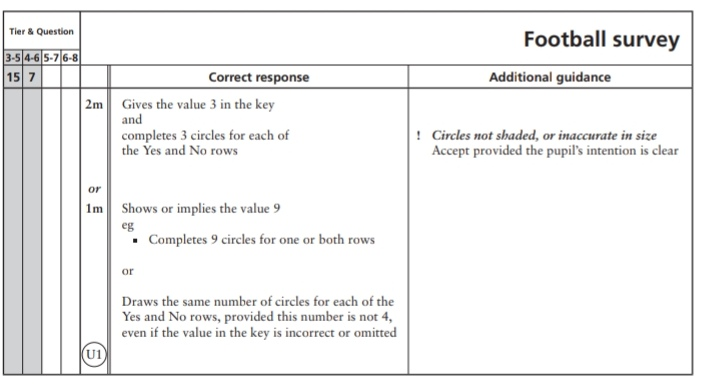 Tier & Question
Football survey
3-5 4-6 5-7 6-8
15 7
Correct response
Additional guidance
2m Gives the value 3 in the key
and
completes 3 circles for each of
the Yes and No rows
! Circles not shaded, or inaccurate in size
Accept provided the pupil's intention is clear
or
1m Shows or implies the value 9
eg
▪ Completes 9 circles for one or both rows
or
Draws the same number of circles for each of the
Yes and No rows, provided this number is not 4,
even if the value in the key is incorrect or omitted
U1